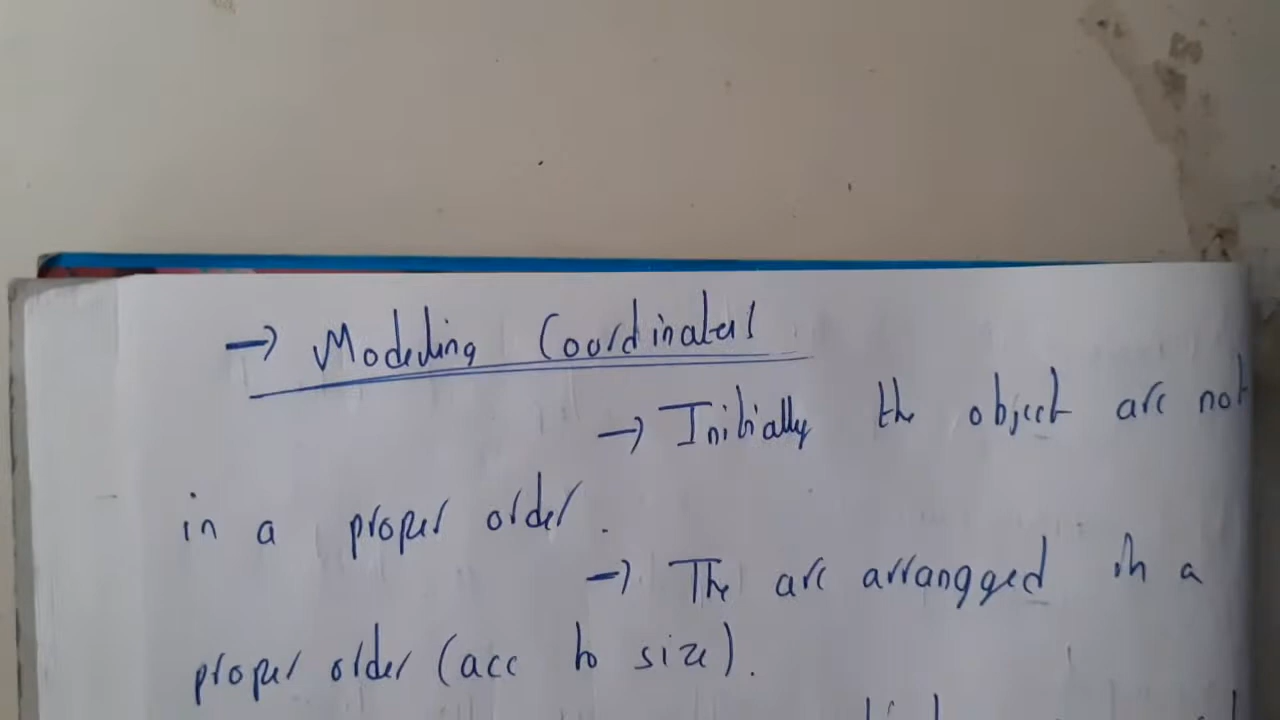 → Modeling Coordinates
→ Initially the object are not
in a proper order.
→ The are arrangged in a
proper order (acc to size).